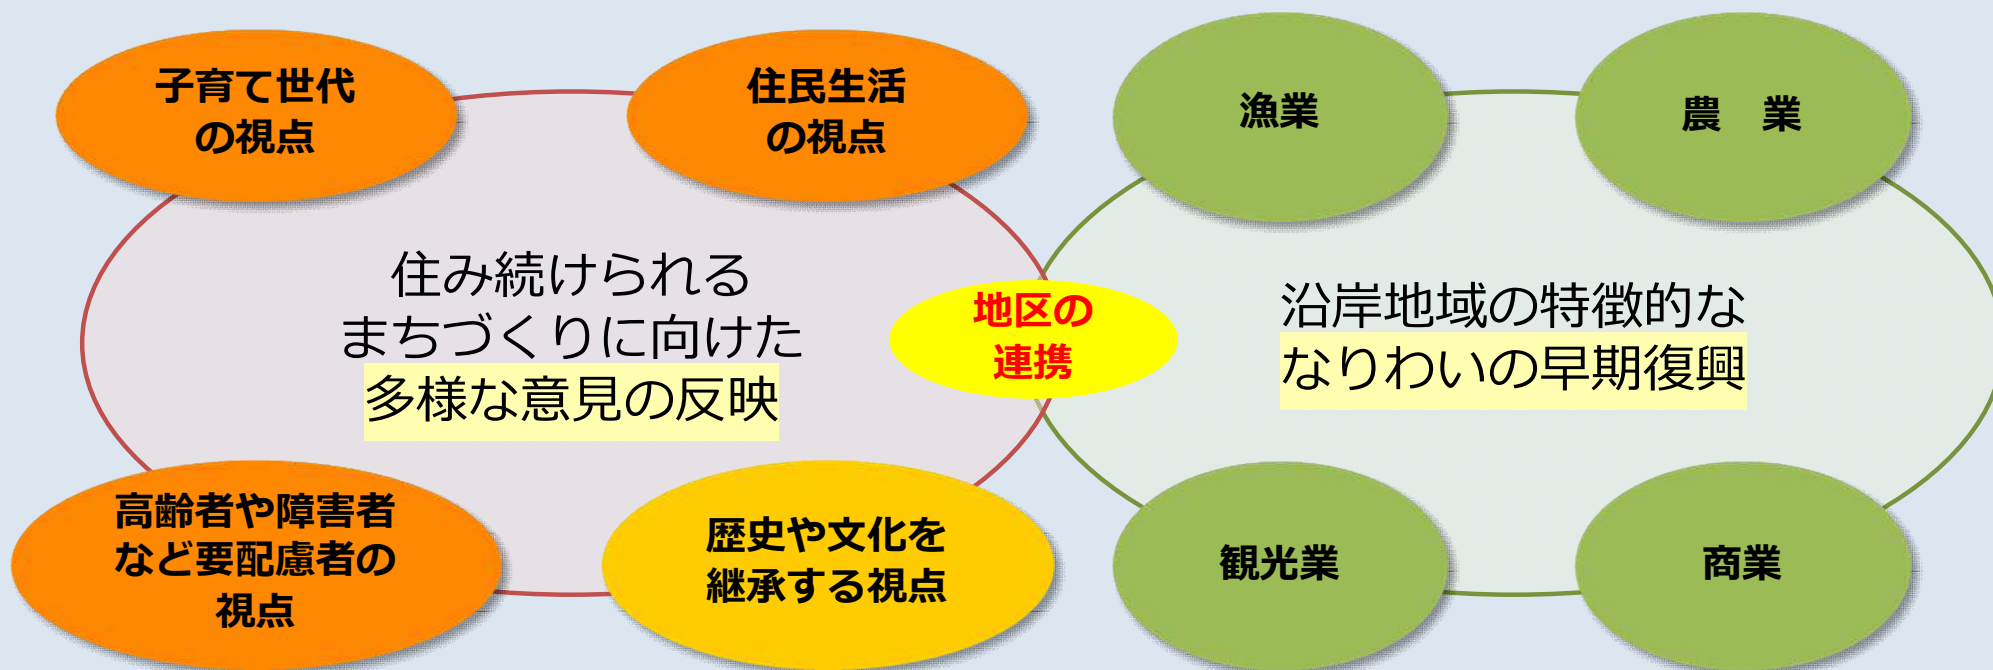 子育て世代
の視点
住民生活
の視点
漁業
農　業
住み続けられる
まちづくりに向けた
多様な意見の反映
地区の
連携
沿岸地域の特徴的な
なりわいの早期復興
高齢者や障害者
など要配慮者の
視点
歴史や文化を
継承する視点
観光業
商業